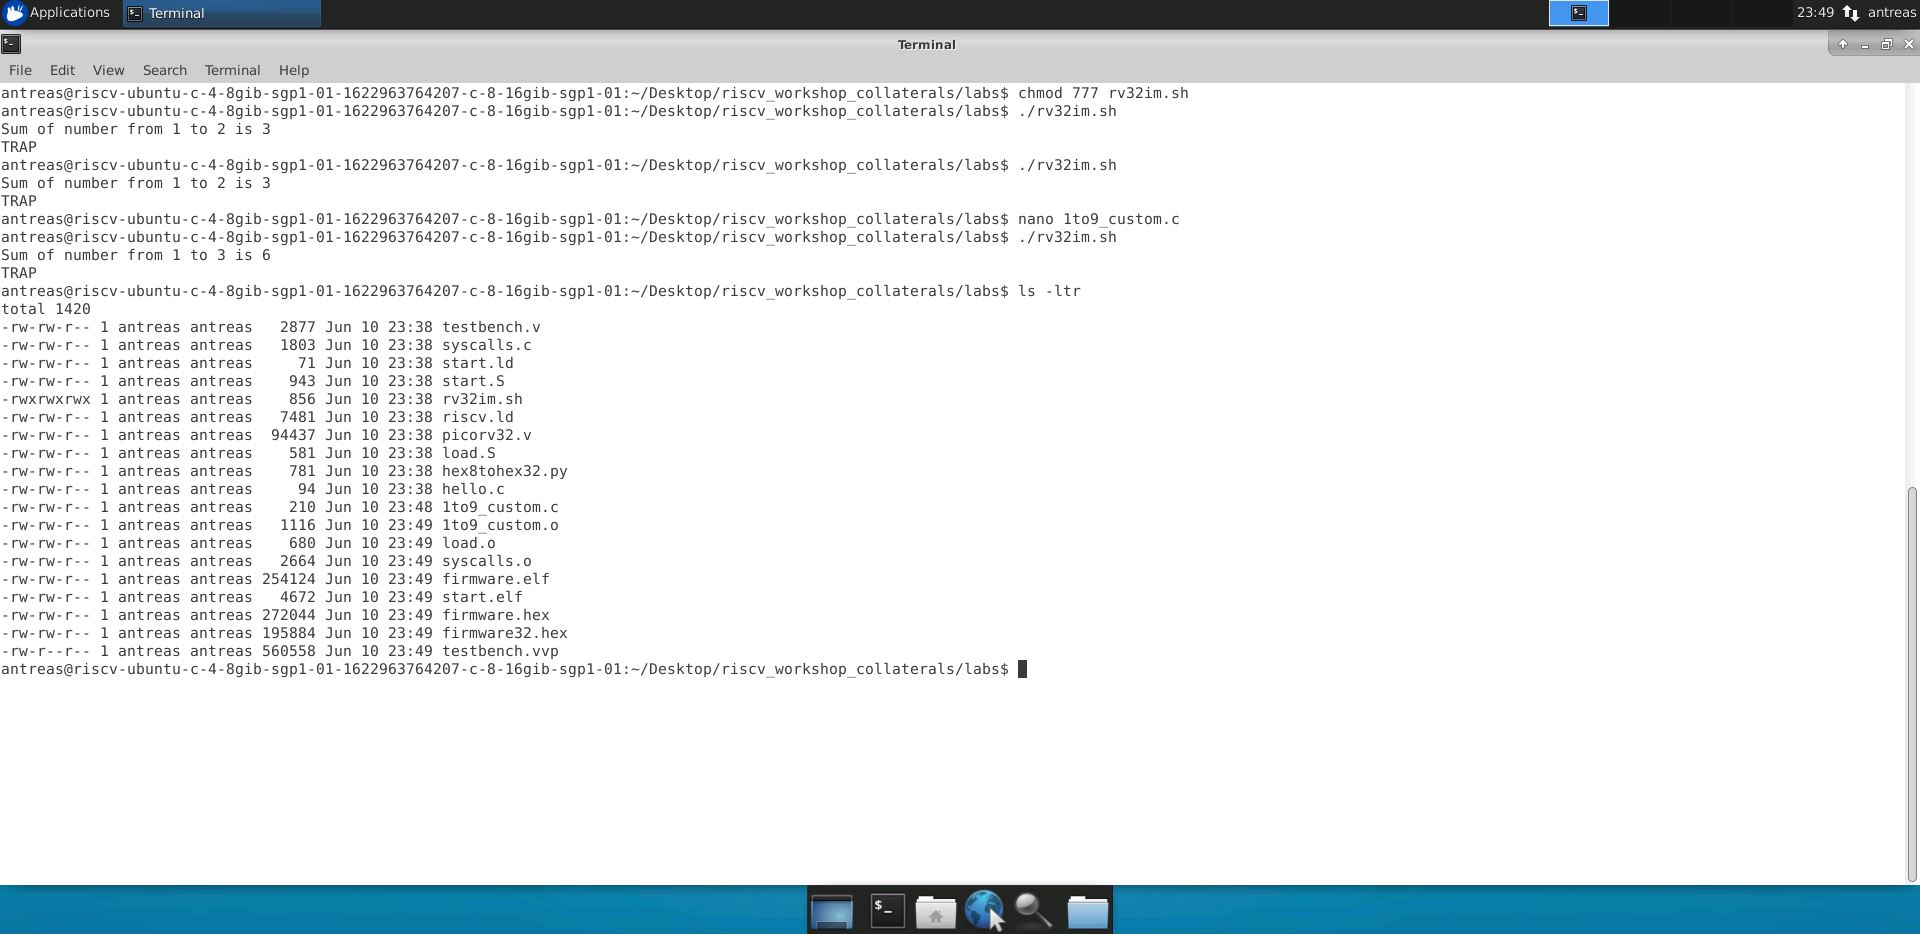 Applications Terminal 23:49 antreas
Terminal
File Edit View Search Terminal Help
antreas@riscv-ubuntu-c-4-8gib-sgp1-01-1622963764207-c-8-16gib-sgp1-01:~/Desktop/riscv_workshop_collaterals/labs$ chmod 777 rv32im.sh
antreas@riscv-ubuntu-c-4-8gib-sgp1-01-1622963764207-c-8-16gib-sgp1-01:~/Desktop/riscv_workshop_collaterals/labs$ ./rv32im.sh
Sum of number from 1 to 2 is 3
TRAP
antreas@riscv-ubuntu-c-4-8gib-sgp1-01-1622963764207-c-8-16gib-sgp1-01:~/Desktop/riscv_workshop_collaterals/labs$ ./rv32im.sh
Sum of number from 1 to 2 is 3
TRAP
antreas@riscv-ubuntu-c-4-8gib-sgp1-01-1622963764207-c-8-16gib-sgp1-01:~/Desktop/riscv_workshop_collaterals/labs$ nano 1to9_custom.c
antreas@riscv-ubuntu-c-4-8gib-sgp1-01-1622963764207-c-8-16gib-sgp1-01:~/Desktop/riscv_workshop_collaterals/labs$ ./rv32im.sh
Sum of number from 1 to 3 is 6
TRAP
antreas@riscv-ubuntu-c-4-8gib-sgp1-01-1622963764207-c-8-16gib-sgp1-01:~/Desktop/riscv_workshop_collaterals/labs$ ls -ltr
total 1420
-rw-rw-r-- 1 antreas antreas   2877 Jun 10 23:38 testbench.v
-rw-rw-r-- 1 antreas antreas   1803 Jun 10 23:38 syscalls.c
-rw-rw-r-- 1 antreas antreas     71 Jun 10 23:38 start.ld
-rw-rw-r-- 1 antreas antreas    943 Jun 10 23:38 start.S
-rwxrwxrwx 1 antreas antreas    856 Jun 10 23:38 rv32im.sh
-rw-rw-r-- 1 antreas antreas   7481 Jun 10 23:38 riscv.ld
-rw-rw-r-- 1 antreas antreas  94437 Jun 10 23:38 picorv32.v
-rw-rw-r-- 1 antreas antreas    581 Jun 10 23:38 load.S
-rw-rw-r-- 1 antreas antreas    781 Jun 10 23:38 hex8tohex32.py
-rw-rw-r-- 1 antreas antreas     94 Jun 10 23:38 hello.c
-rw-rw-r-- 1 antreas antreas    210 Jun 10 23:48 1to9_custom.c
-rw-rw-r-- 1 antreas antreas   1116 Jun 10 23:49 1to9_custom.o
-rw-rw-r-- 1 antreas antreas    680 Jun 10 23:49 load.o
-rw-rw-r-- 1 antreas antreas   2664 Jun 10 23:49 syscalls.o
-rw-rw-r-- 1 antreas antreas 254124 Jun 10 23:49 firmware.elf
-rw-rw-r-- 1 antreas antreas   4672 Jun 10 23:49 start.elf
-rw-rw-r-- 1 antreas antreas 272044 Jun 10 23:49 firmware.hex
-rw-rw-r-- 1 antreas antreas 195884 Jun 10 23:49 firmware32.hex
-rw-r--r-- 1 antreas antreas 560558 Jun 10 23:49 testbench.vvp
antreas@riscv-ubuntu-c-4-8gib-sgp1-01-1622963764207-c-8-16gib-sgp1-01:~/Desktop/riscv_workshop_collaterals/labs$